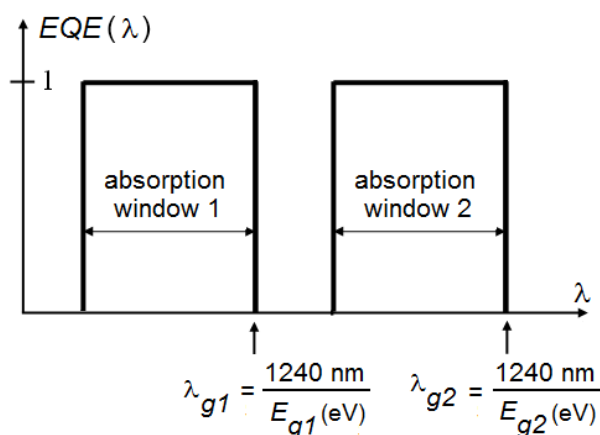 EQE(λ)
1
absorption window 1
absorption window 2
λ
λg1 = 1240 nm / Eg1(eV)
λg2 = 1240 nm / Eg2(eV)